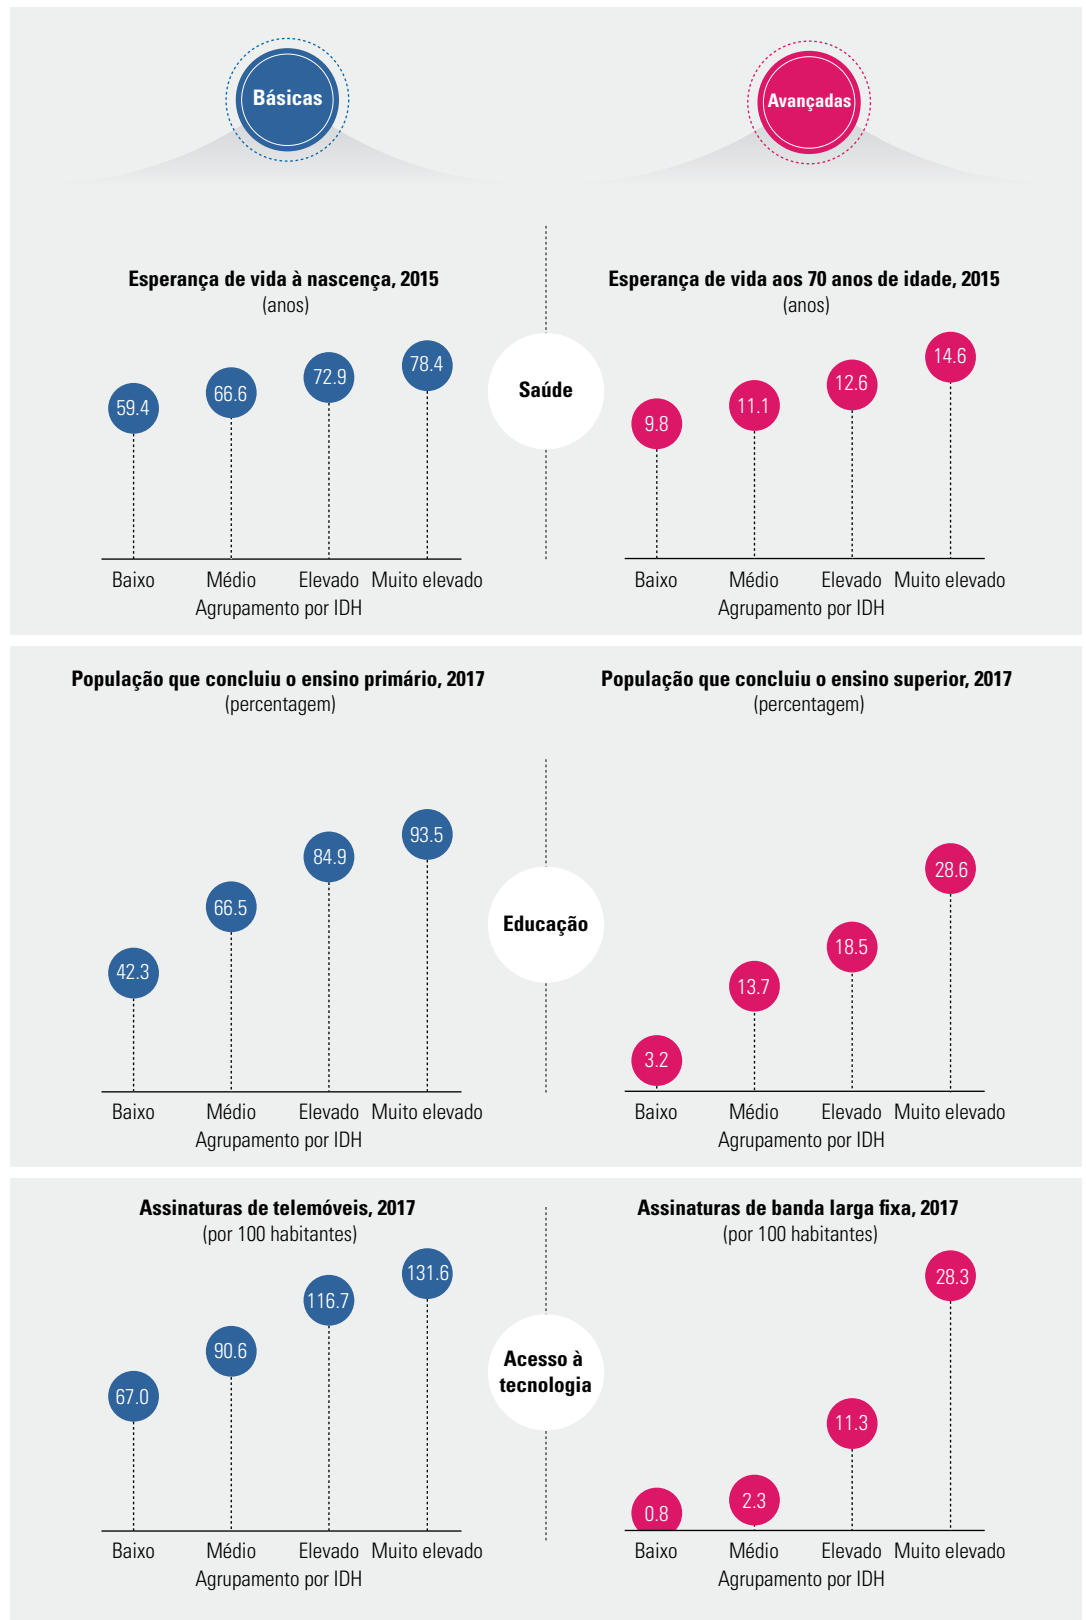 Básicas
Avançadas
Esperança de vida à nascença, 2015
(anos)
59.4
66.6
72.9
78.4
Baixo Médio Elevado Muito elevado
Agrupamento por IDH
Saúde
Esperança de vida aos 70 anos de idade, 2015
(anos)
9.8
11.1
12.6
14.6
Baixo Médio Elevado Muito elevado
Agrupamento por IDH
População que concluiu o ensino primário, 2017
(percentagem)
42.3
66.5
84.9
93.5
Baixo Médio Elevado Muito elevado
Agrupamento por IDH
Educação
População que concluiu o ensino superior, 2017
(percentagem)
3.2
13.7
18.5
28.6
Baixo Médio Elevado Muito elevado
Agrupamento por IDH
Assinaturas de telemóveis, 2017
(por 100 habitantes)
67.0
90.6
116.7
131.6
Baixo Médio Elevado Muito elevado
Agrupamento por IDH
Acesso à
tecnologia
Assinaturas de banda larga fixa, 2017
(por 100 habitantes)
0.8
2.3
11.3
28.3
Baixo Médio Elevado Muito elevado
Agrupamento por IDH